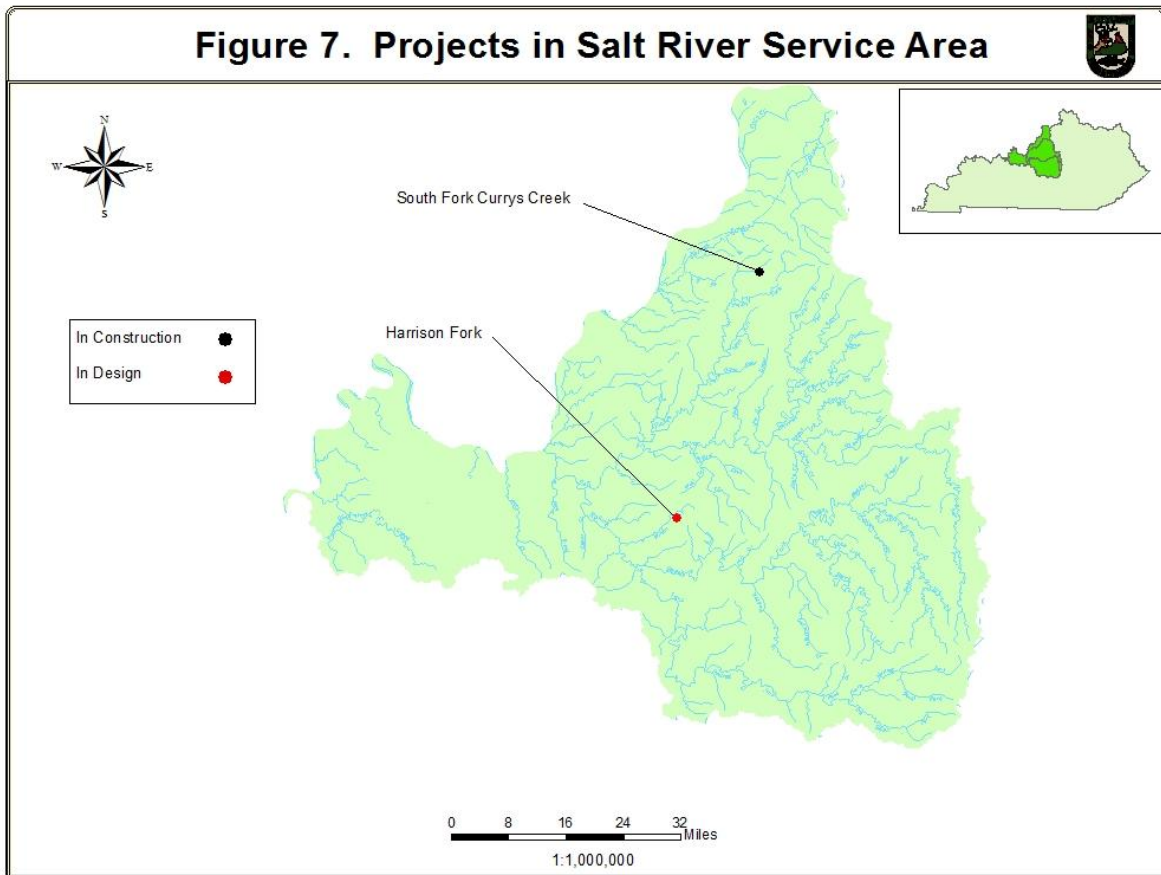 Figure 7. Projects in Salt River Service Area
N
W E
S
South Fork Currys Creek
Harrison Fork
In Construction
In Design
0 8 16 24 32 Miles
1:1,000,000